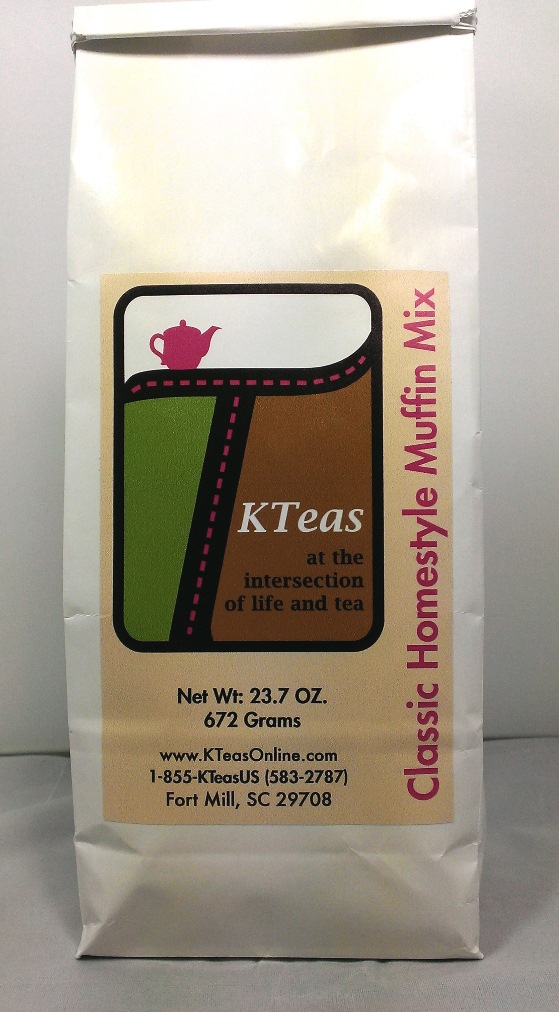 KTeas
at the
intersection
of life and tea
Classic Homestyle Muffin Mix
Net Wt: 23.7 OZ.
672 Grams
www.KTeasOnline.com
1-855-KTeasUS (583-2787)
Fort Mill, SC 29708